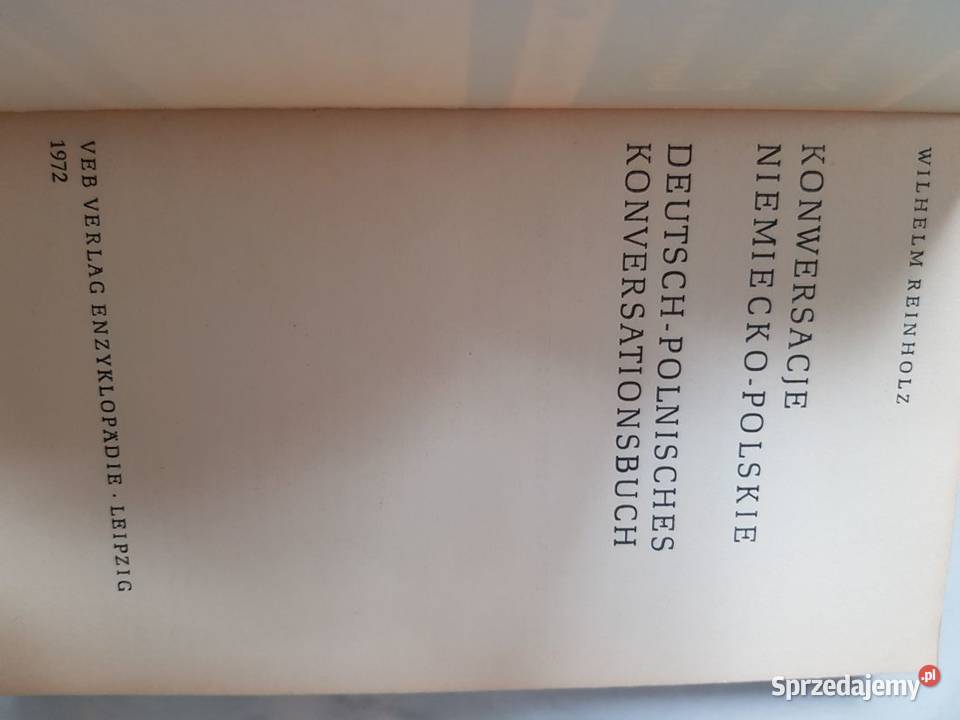 WILHELM REINHOLZ
KONWERSACJE
NIEMIECKO-POLSKIE
DEUTSCH-POLNISCHES
KONVERSATIONSBUCH
VEB VERLAG ENZYKLOPÄDIE · LEIPZIG
1972
Sprzedajemy.pl